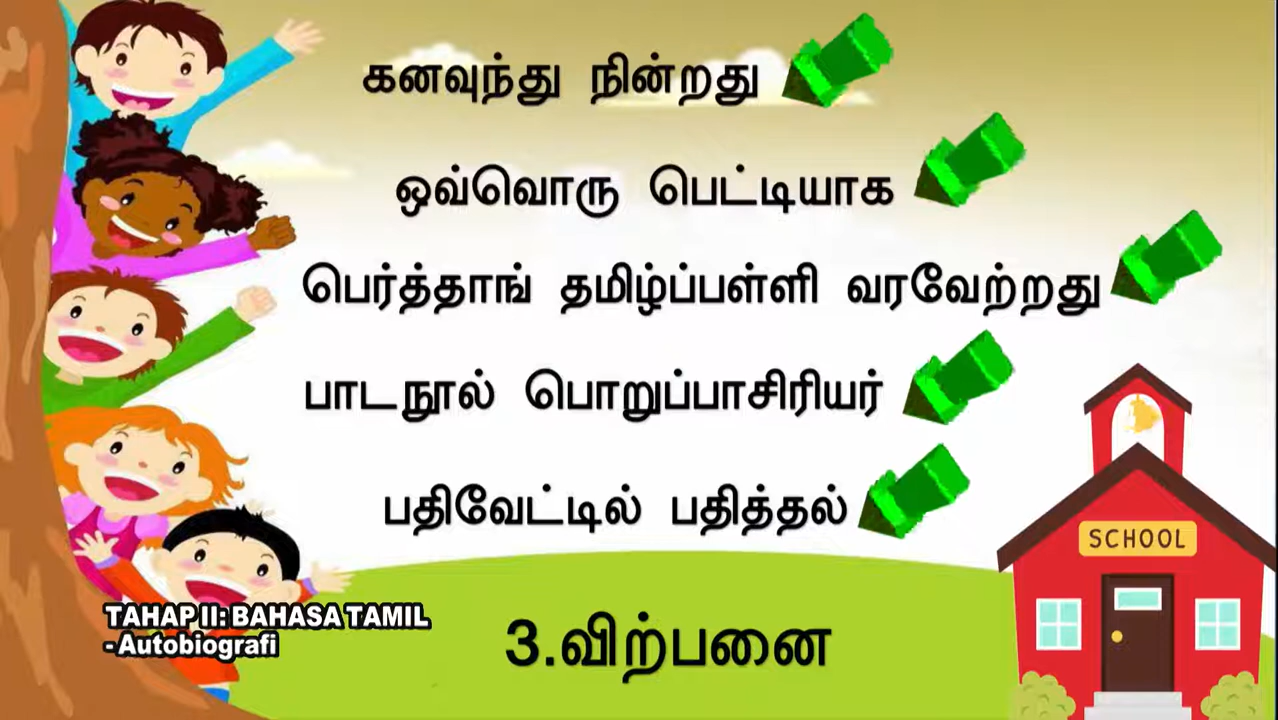 கனவுந்து நின்றது
ஒவ்வொரு பெட்டியாக
பெர்த்தாங் தமிழ்ப்பள்ளி வரவேற்றது
பாடநூல் பொறுப்பாசிரியர்
பதிவேட்டில் பதித்தல்
SCHOOL
TAHAP II: BAHASA TAMIL
- Autobiografi
3.விற்பனை